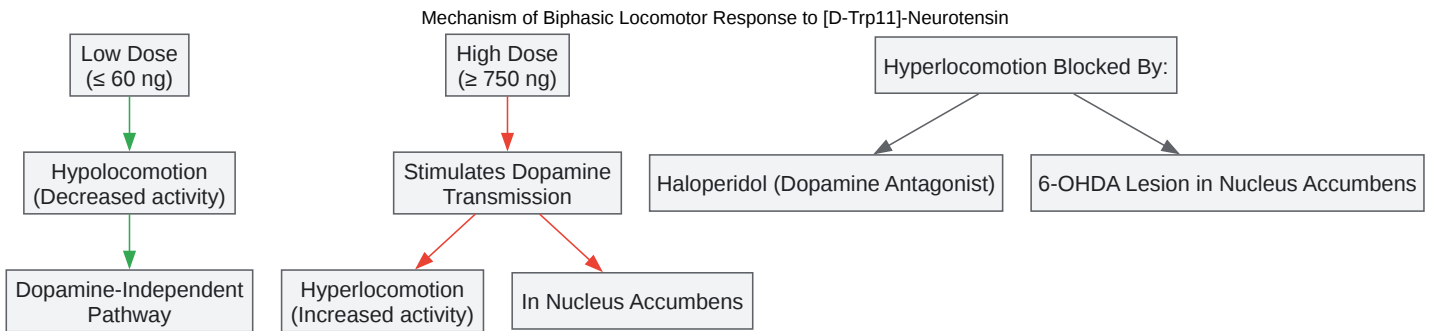 Mechanism of Biphasic Locomotor Response to [D-Trp11]-Neurotensin
Low Dose
(≤ 60 ng)
High Dose
(≥ 750 ng)
Hyperlocomotion Blocked By:
Hypolocomotion
(Decreased activity)
Stimulates Dopamine
Transmission
Haloperidol (Dopamine Antagonist)
6-OHDA Lesion in Nucleus Accumbens
Dopamine-Independent
Pathway
Hyperlocomotion
(Increased activity)
In Nucleus Accumbens